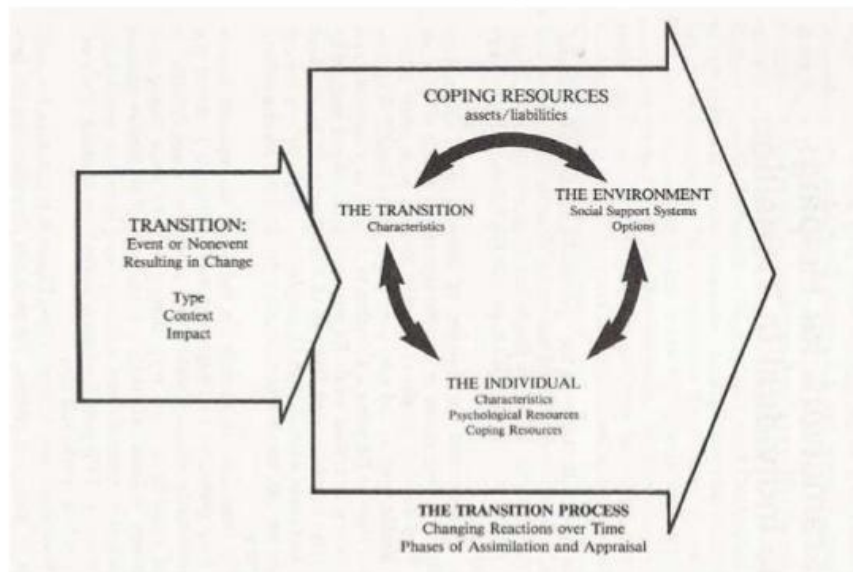 TRANSITION:
Event or Nonevent
Resulting in Change
Type
Context
Impact
COPING RESOURCES
assets/liabilities
THE TRANSITION
Characteristics
THE ENVIRONMENT
Social Support Systems
Options
THE INDIVIDUAL
Characteristics
Psychological Resources
Coping Resources
THE TRANSITION PROCESS
Changing Reactions over Time
Phases of Assimilation and Appraisal